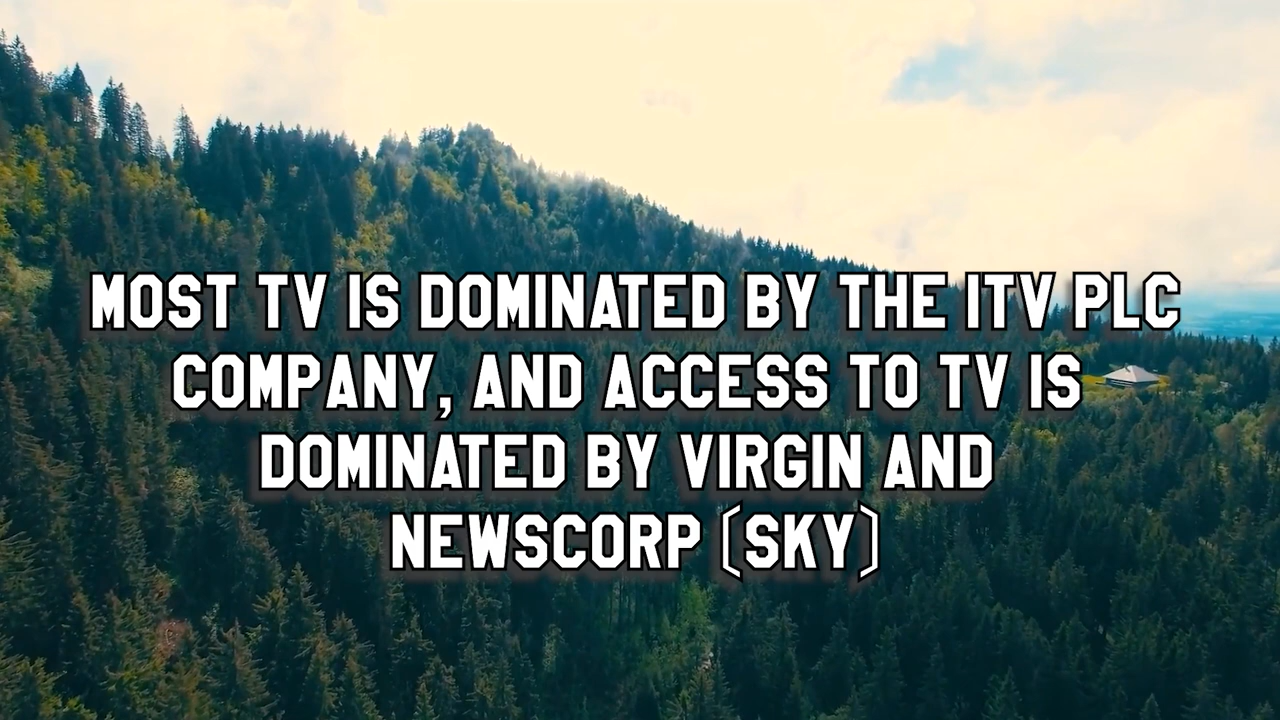 MOST TV IS DOMINATED BY THE ITV PLC
COMPANY, AND ACCESS TO TV IS
DOMINATED BY VIRGIN AND
NEWSCORP (SKY)